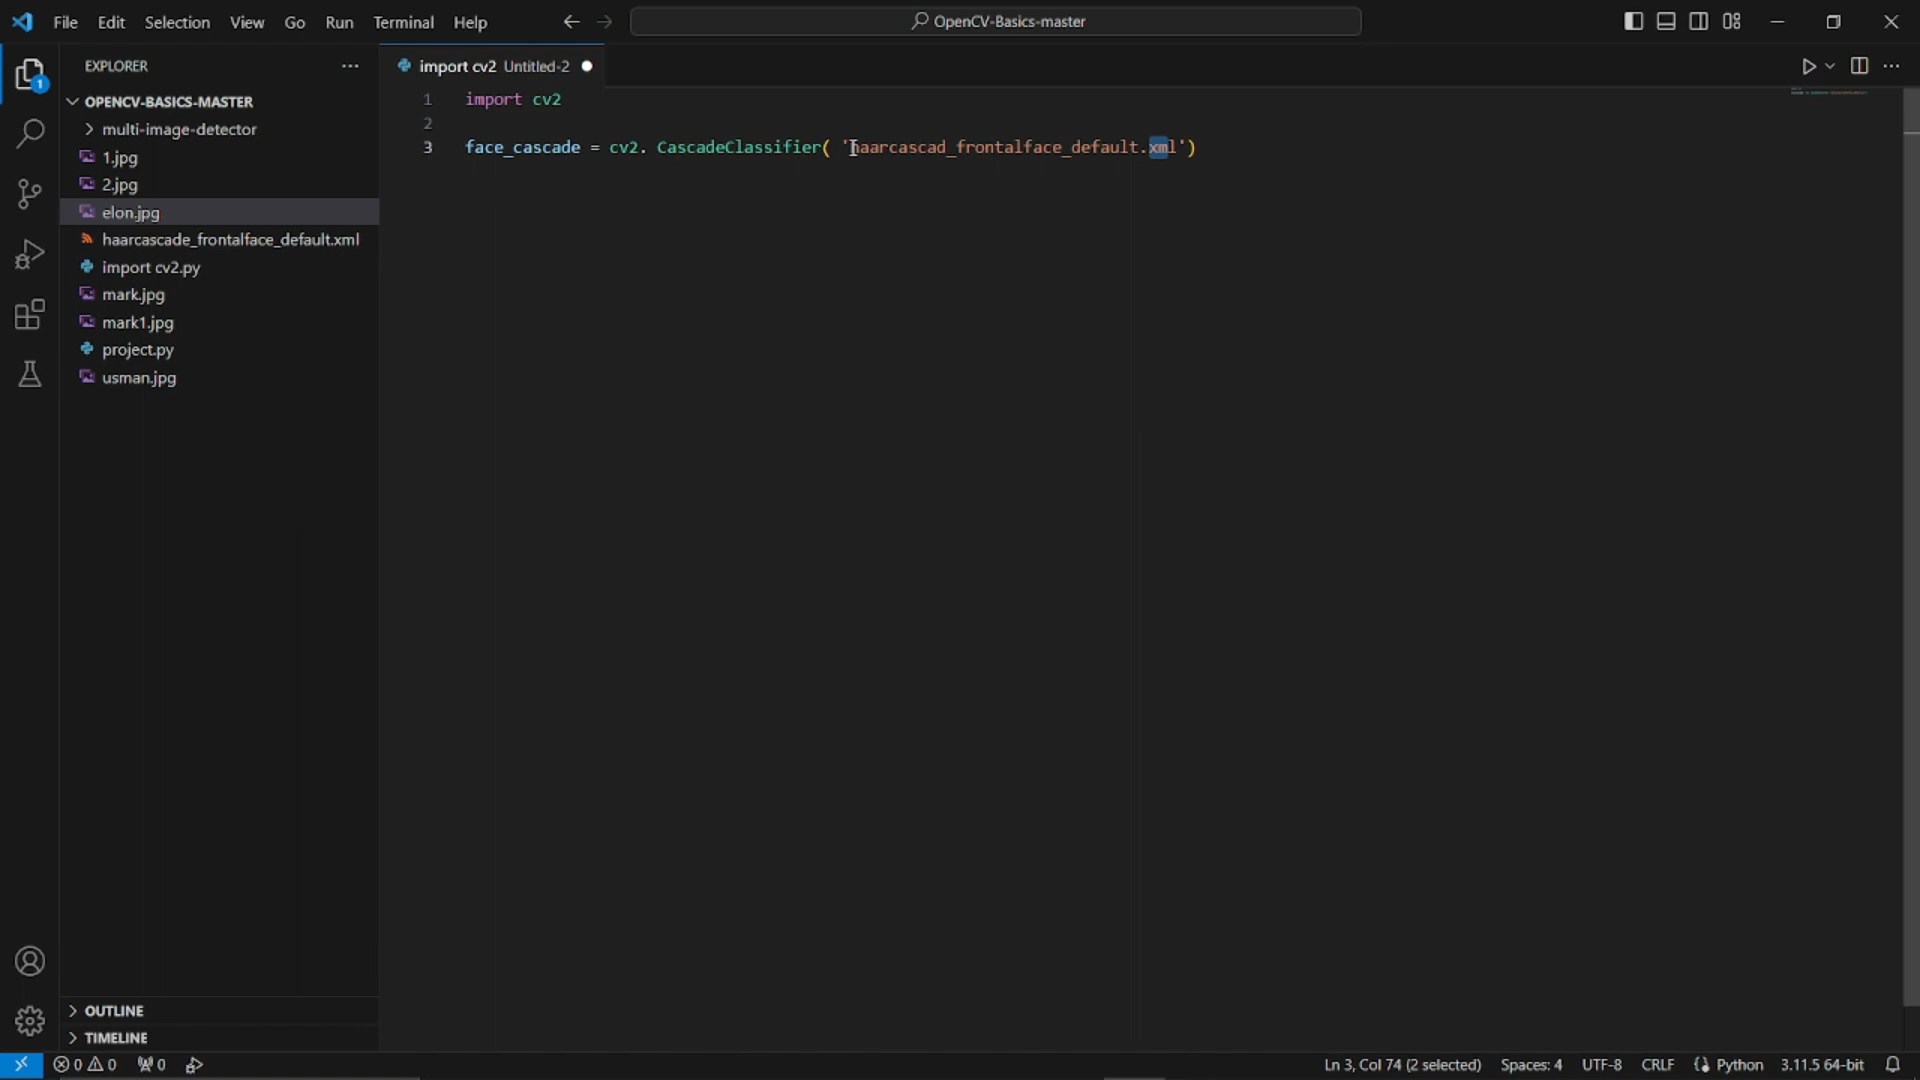 File Edit Selection View Go Run Terminal Help
OpenCV-Basics-master
EXPLORER
import cv2 Untitled-2
1
OPENCV-BASICS-MASTER
multi-image-detector
1.jpg
2.jpg
elon.jpg
haarcascade_frontalface_default.xml
import cv2.py
mark.jpg
mark1.jpg
project.py
usman.jpg
1 import cv2
2
3 face_cascade = cv2. CascadeClassifier( 'haarcascad_frontalface_default.xml')
OUTLINE
TIMELINE
0 0 0 Ln 3, Col 74 (2 selected) Spaces: 4 UTF-8 CRLF Python 3.11.5 64-bit